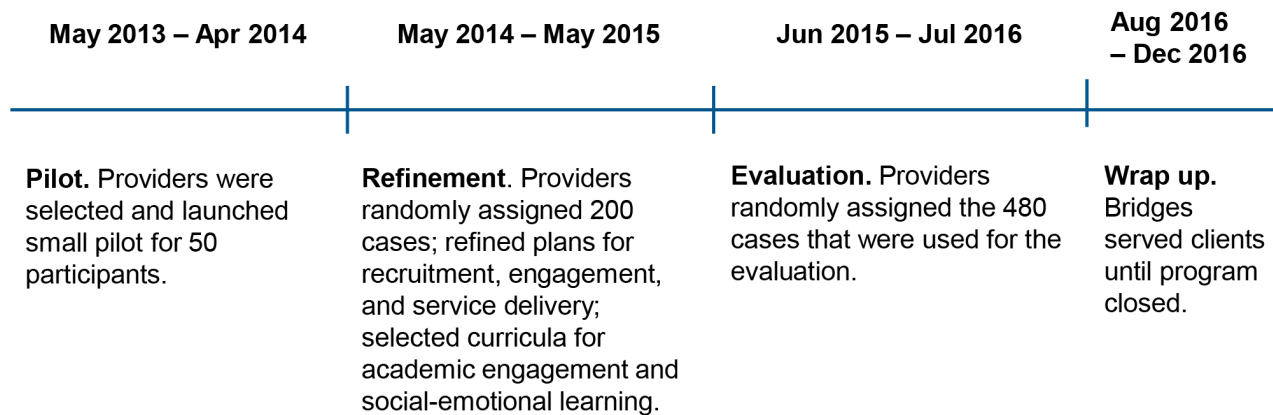 May 2013 – Apr 2014
May 2014 – May 2015
Jun 2015 – Jul 2016
Aug 2016
– Dec 2016
Pilot. Providers were
selected and launched
small pilot for 50
participants.
Refinement. Providers
randomly assigned 200
cases; refined plans for
recruitment, engagement,
and service delivery;
selected curricula for
academic engagement and
social-emotional learning.
Evaluation. Providers
randomly assigned the 480
cases that were used for the
evaluation.
Wrap up.
Bridges
served clients
until program
closed.